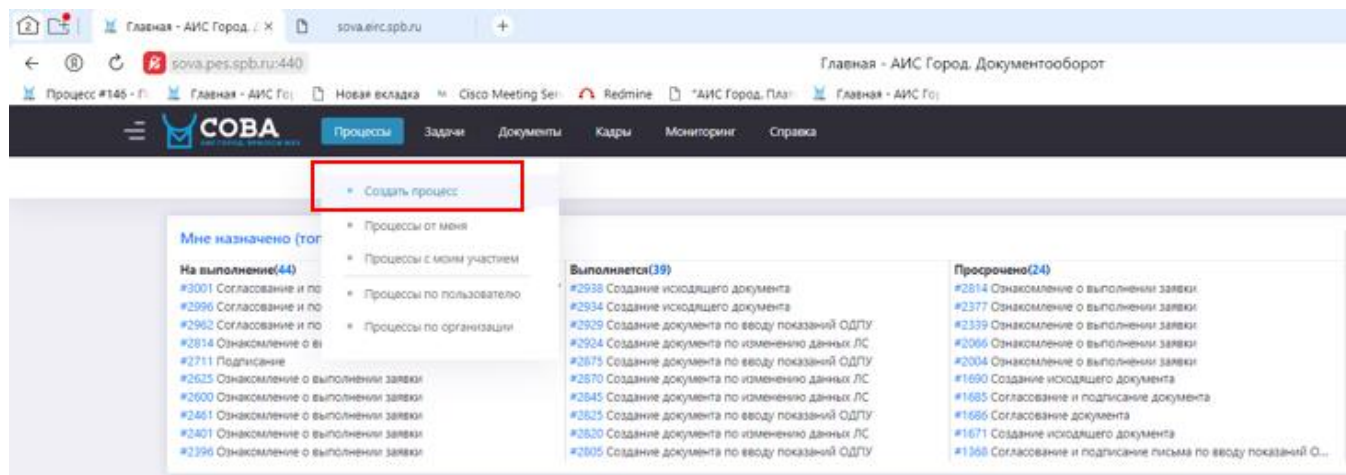 2 Главная - АИС Город. Д × sova.eirc.spb.ru +
sova.pes.spb.ru:440 Главная - АИС Город. Документооборот
Процесс #146 - П Главная - АИС Го Новая вкладка Cisco Meeting Ser Redmine "АИС Город. Плат Главная - АИС Го
СОВА Процессы Задачи Документы Кадры Мониторинг Справка
Создать процесс
Процессы от меня
Процессы с моим участием
Процессы по пользователю
Процессы по организации
Мне назначено (топ
На выполнение(44)
#3001 Согласование и по
#2996 Согласование и по
#2962 Согласование и по
#2814 Ознакомление о вы
#2711 Подписание
#2625 Ознакомление о выполнении заявки
#2600 Ознакомление о выполнении заявки
#2461 Ознакомление о выполнении заявки
#2401 Ознакомление о выполнении заявки
#2396 Ознакомление о выполнении заявки
Выполняется(39)
#2938 Создание исходящего документа
#2934 Создание исходящего документа
#2929 Создание документа по вводу показаний ОДПУ
#2924 Создание документа по изменению данных ЛС
#2875 Создание документа по вводу показаний ОДПУ
#2870 Создание документа по изменению данных ЛС
#2845 Создание документа по изменению данных ЛС
#2825 Создание документа по вводу показаний ОДПУ
#2820 Создание документа по изменению данных ЛС
#2805 Создание документа по вводу показаний ОДПУ
Просрочено(24)
#2814 Ознакомление о выполнении заявки
#2377 Ознакомление о выполнении заявки
#2339 Ознакомление о выполнении заявки
#2066 Ознакомление о выполнении заявки
#2004 Ознакомление о выполнении заявки
#1690 Создание исходящего документа
#1685 Согласование и подписание документа
#1686 Согласование документа
#1671 Создание исходящего документа
#1368 Согласование и подписание письма по вводу показаний О...